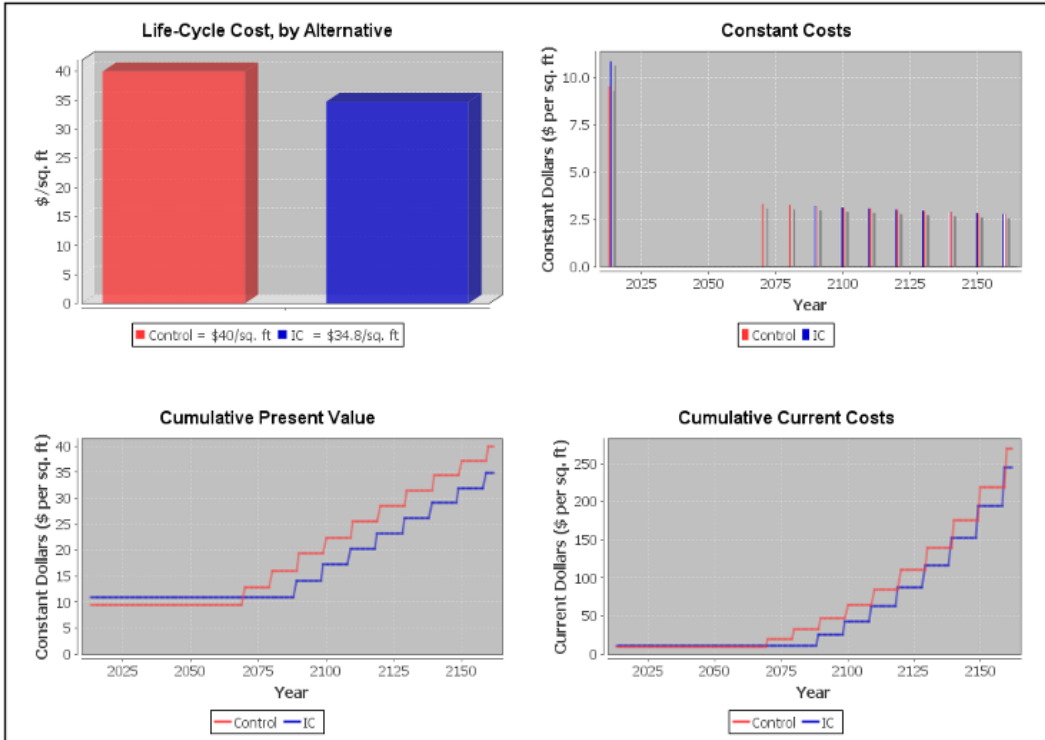 Life-Cycle Cost, by Alternative
$/sq. ft
40
35
30
25
20
15
10
5
0
Control = $40/sq. ft IC = $34.8/sq. ft
Constant Costs
Constant Dollars ($ per sq. ft)
10.0
7.5
5.0
2.5
0.0
2025 2050 2075 2100 2125 2150
Year
Control IC
Cumulative Present Value
Constant Dollars ($ per sq. ft)
40
35
30
25
20
15
10
5
0
2025 2050 2075 2100 2125 2150
Year
Control IC
Cumulative Current Costs
Current Dollars ($ per sq. ft)
250
200
150
100
50
0
2025 2050 2075 2100 2125 2150
Year
Control IC